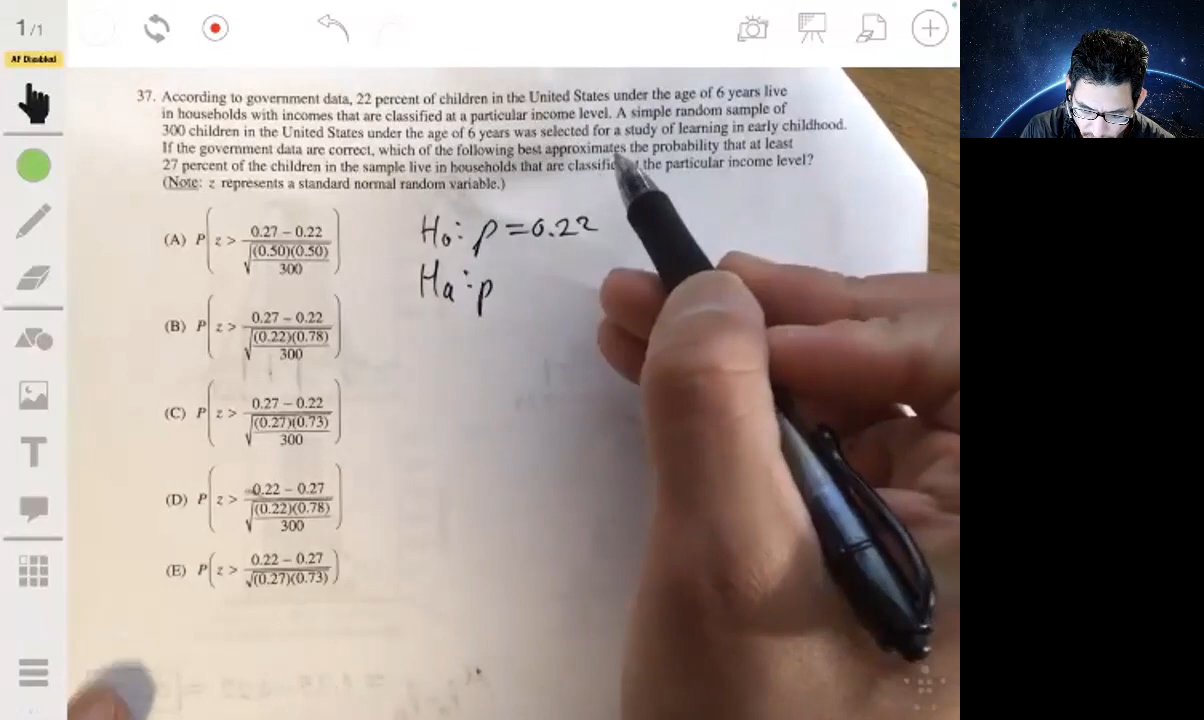 1/1
AF Disabled
T
37. According to government data, 22 percent of children in the United States under the age of 6 years live
in households with incomes that are classified at a particular income level. A simple random sample of
300 children in the United States under the age of 6 years was selected for a study of learning in early childhood.
If the government data are correct, which of the following best approximates the probability that at least
27 percent of the children in the sample live in households that are classifie the particular income level?
(Note: z represents a standard normal random variable.)
H₀: p = 0.22
Hₐ: p
(A) P(z > (0.27 – 0.22)/√((0.50)(0.50)/300))
(B) P(z > (0.27 – 0.22)/√((0.22)(0.78)/300))
(C) P(z > (0.27 – 0.22)/√((0.27)(0.73)/300))
(D) P(z > (0.22 – 0.27)/√((0.22)(0.78)/300))
(E) P(z > (0.22 – 0.27)/√(0.27)(0.73))